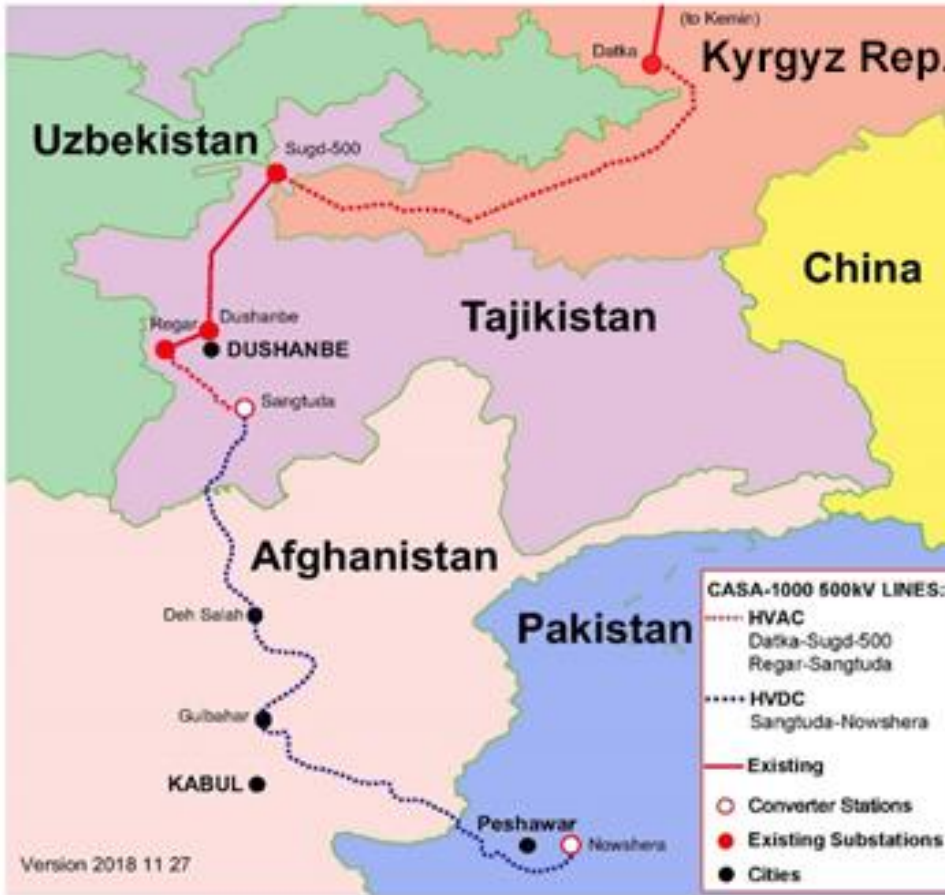 (to Kemin)
Datka
Kyrgyz Rep.
Uzbekistan
Sugd-500
China
Tajikistan
Regar
Dushanbe
DUSHANBE
Sangtuda
Afghanistan
Deh Salah
Pakistan
Gulbahar
KABUL
Peshawar
Nowshera
CASA-1000 500kV LINES:
HVAC
Datka-Sugd-500
Regar-Sangtuda
HVDC
Sangtuda-Nowshera
Existing
Converter Stations
Existing Substations
Cities
Version 2018 11 27